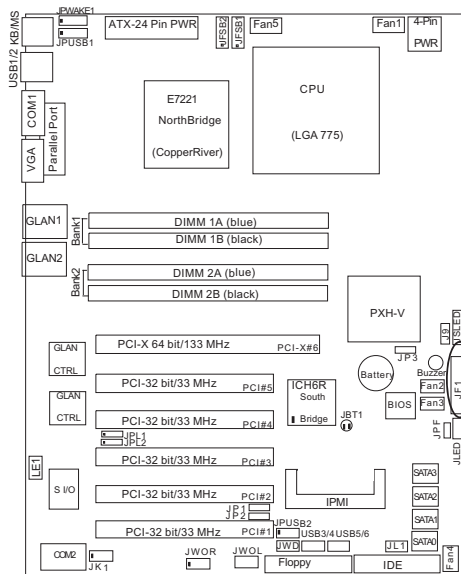 JPWAKE1
KB/MS
JPUSB1
ATX-24 Pin PWR
JFSB2
JFSB1
Fan5
Fan1
4-Pin
PWR
USB1/2
COM1
Parallel Port
VGA
E7221
NorthBridge
(CopperRiver)
CPU
(LGA 775)
GLAN1
GLAN2
Bank1
DIMM 1A (blue)
DIMM 1B (black)
Bank2
DIMM 2A (blue)
DIMM 2B (black)
PXH-V
J9
USLED
JP3
PCI-X 64 bit/133 MHz
PCI-X#6
GLAN
CTRL
PCI-32 bit/33 MHz
PCI#5
ICH6R
South
Bridge
Battery
Buzzer
Fan2
Fan3
JF1
BIOS
GLAN
CTRL
PCI-32 bit/33 MHz
PCI#4
JBT1
JPF
JLED
JPL1
JPL2
PCI-32 bit/33 MHz
PCI#3
LE1
S I/O
PCI-32 bit/33 MHz
PCI#2
IPMI
SATA3
SATA2
SATA1
SATA0
JP1
JP2
PCI-32 bit/33 MHz
PCI#1
JPUSB2
USB3/4
USB5/6
JWD
JL1
Fan4
COM2
JK1
JWOR
JWOL
Floppy
IDE